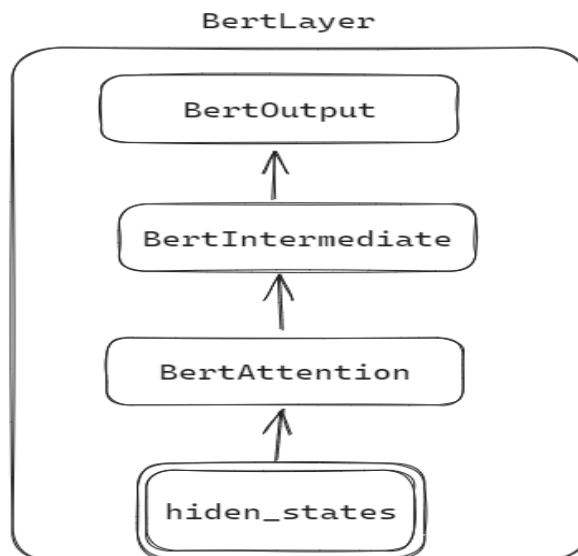 BertLayer
BertOutput
BertIntermediate
BertAttention
hiden_states